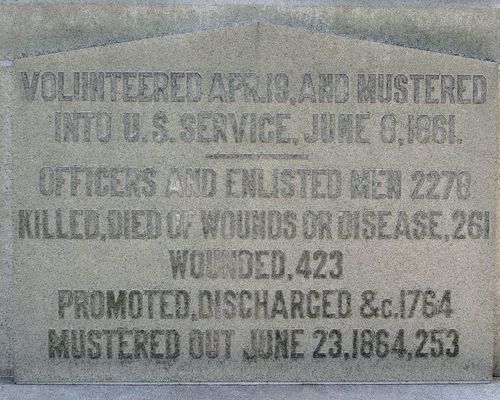 VOLUNTEERED APR.19, AND MUSTERED
INTO U.S. SERVICE, JUNE 8, 1861.
OFFICERS AND ENLISTED MEN 2278
KILLED, DIED OF WOUNDS OR DISEASE, 261
WOUNDED, 423
PROMOTED, DISCHARGED &c. 1764
MUSTERED OUT JUNE 23, 1864, 253